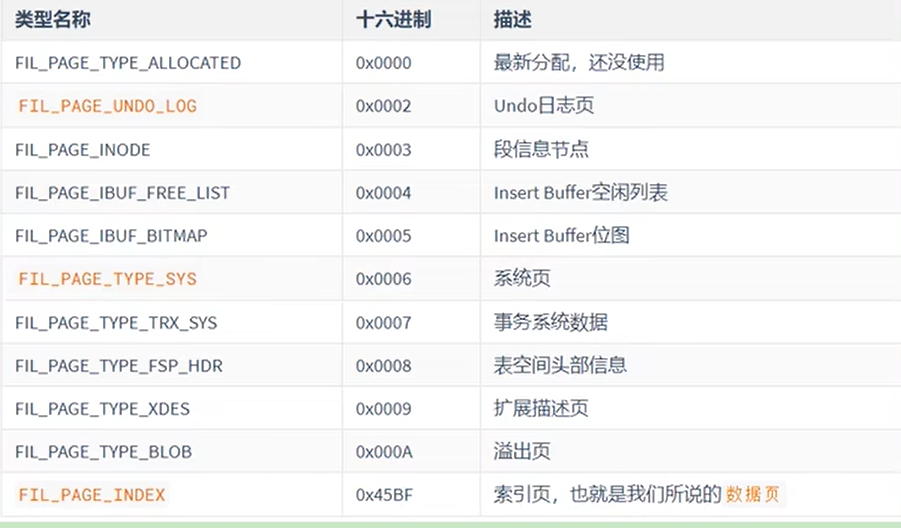 类型名称 十六进制 描述
FIL_PAGE_TYPE_ALLOCATED 0x0000 最新分配，还没使用
FIL_PAGE_UNDO_LOG 0x0002 Undo日志页
FIL_PAGE_INODE 0x0003 段信息节点
FIL_PAGE_IBUF_FREE_LIST 0x0004 Insert Buffer空闲列表
FIL_PAGE_IBUF_BITMAP 0x0005 Insert Buffer位图
FIL_PAGE_TYPE_SYS 0x0006 系统页
FIL_PAGE_TYPE_TRX_SYS 0x0007 事务系统数据
FIL_PAGE_TYPE_FSP_HDR 0x0008 表空间头部信息
FIL_PAGE_TYPE_XDES 0x0009 扩展描述页
FIL_PAGE_TYPE_BLOB 0x000A 溢出页
FIL_PAGE_INDEX 0x45BF 索引页，也就是我们所说的数据页